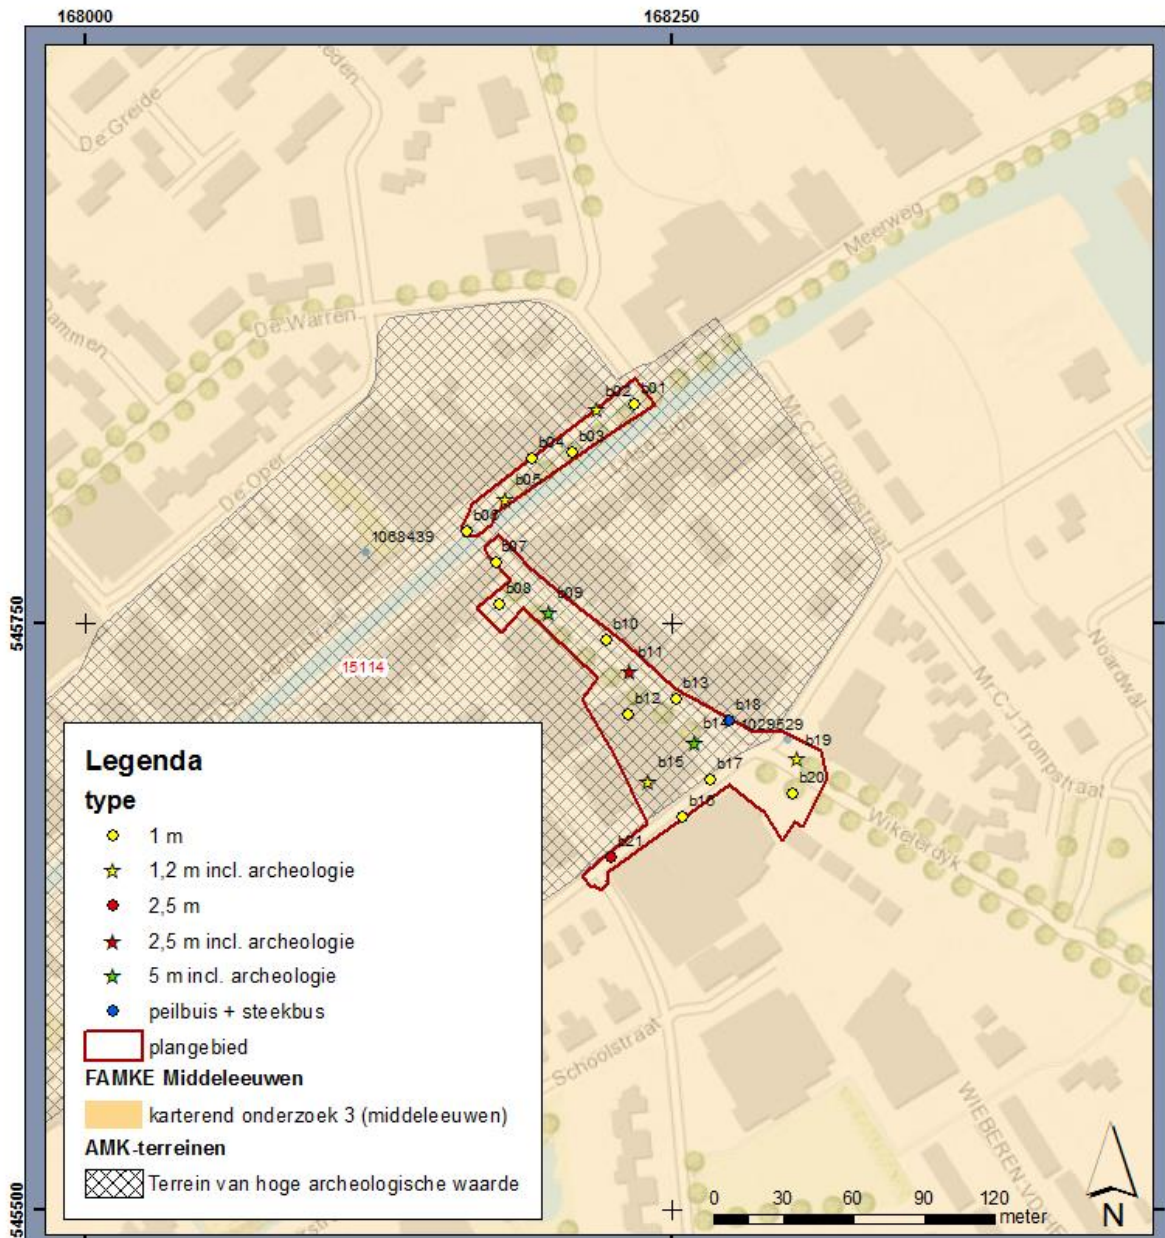 168000 168250
De Greide
Meerweg
De Warren
b02 b01
b04 b03
Mr. C.J. Trompstraat
De Oper
b05
b06
1068439
b07
b08 b09
545750
b10
b11
15114
b13
b12
b18
b14 1029529
b19
Noardwal
Mr. C.J. Trompstraat
b15 b17
b20
b16
Wikelerdyk
b21
Legenda
type
1 m
1,2 m incl. archeologie
2,5 m
2,5 m incl. archeologie
5 m incl. archeologie
peilbuis + steekbus
plangebied
FAMKE Middeleeuwen
karterend onderzoek 3 (middeleeuwen)
AMK-terreinen
Terrein van hoge archeologische waarde
Schoolstraat
545500
0 30 60 90 120
meter
N